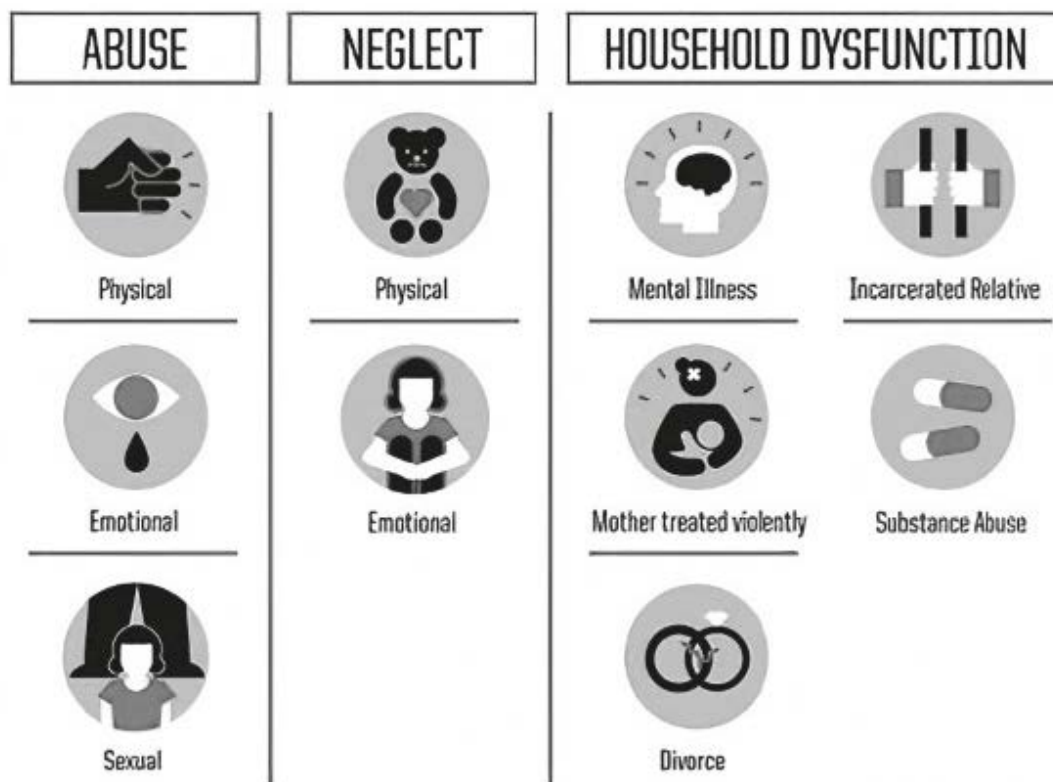 ABUSE
NEGLECT
HOUSEHOLD DYSFUNCTION
Physical
Emotional
Sexual
Physical
Emotional
Mental Illness
Incarcerated Relative
Mother treated violently
Substance Abuse
Divorce